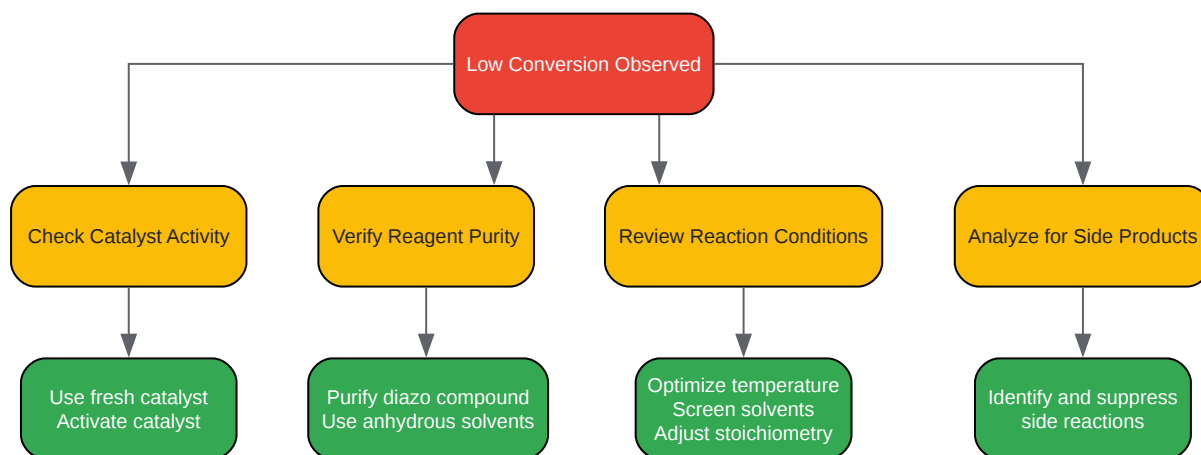 Low Conversion Observed
Check Catalyst Activity
Verify Reagent Purity
Review Reaction Conditions
Analyze for Side Products
Use fresh catalyst
Activate catalyst
Purify diazo compound
Use anhydrous solvents
Optimize temperature
Screen solvents
Adjust stoichiometry
Identify and suppress
side reactions